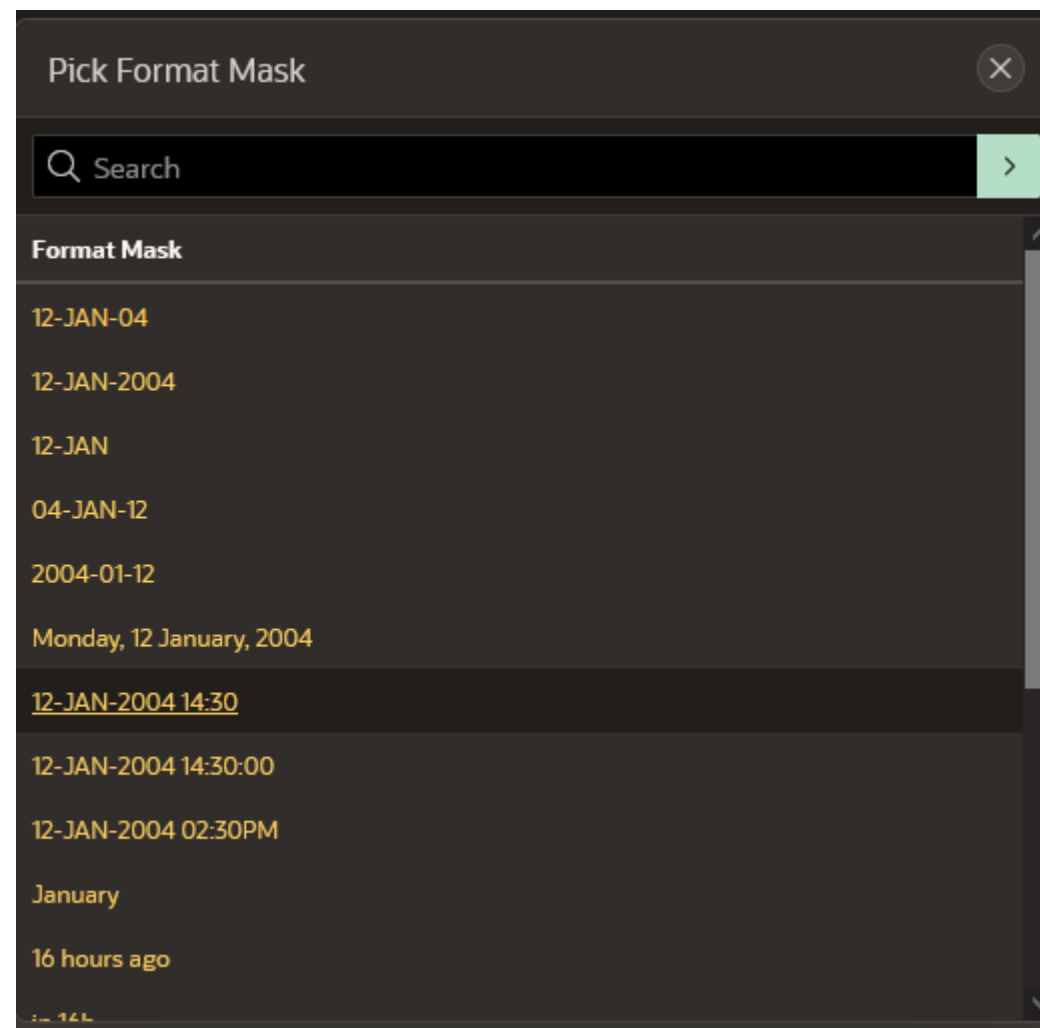 Pick Format Mask
Search
Format Mask
12-JAN-04
12-JAN-2004
12-JAN
04-JAN-12
2004-01-12
Monday, 12 January, 2004
12-JAN-2004 14:30
12-JAN-2004 14:30:00
12-JAN-2004 02:30PM
January
16 hours ago
in 16h